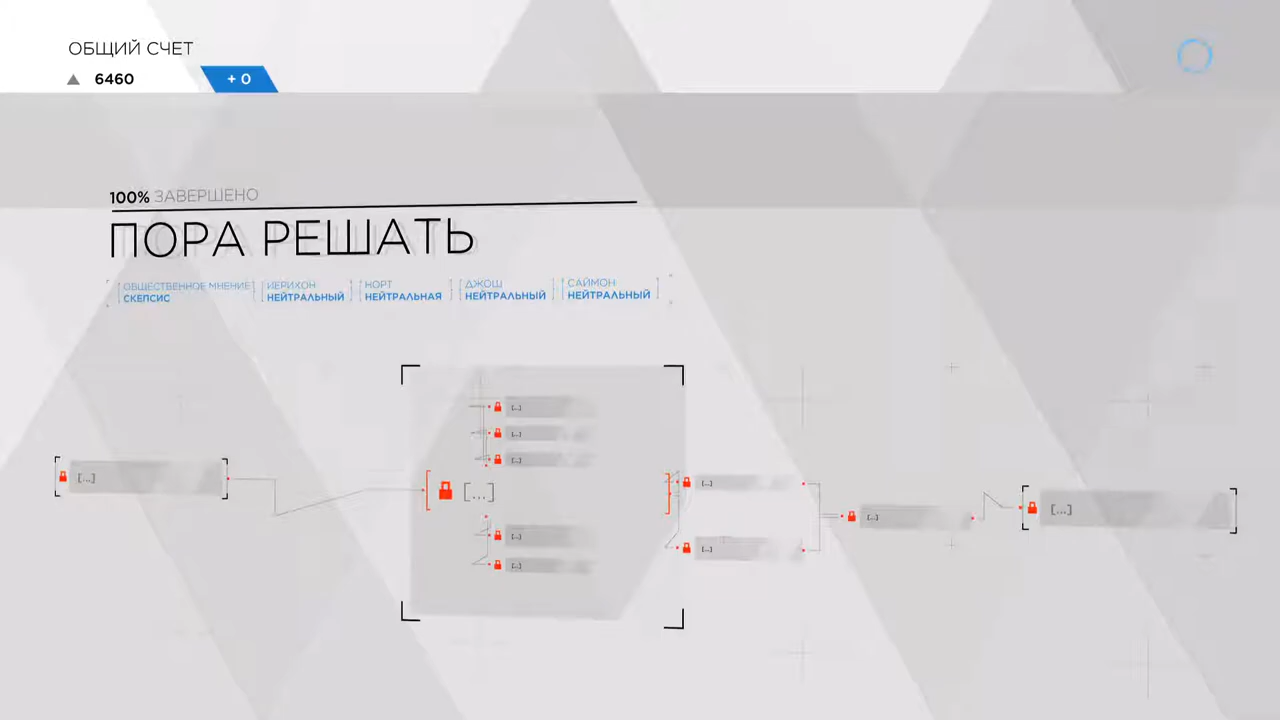 ОБЩИЙ СЧЕТ
6460
+ 0
100% ЗАВЕРШЕНО
ПОРА РЕШАТЬ
ОБЩЕСТВЕННОЕ МНЕНИЕ
СКЕПСИС
ИЕРИХОН
НЕЙТРАЛЬНЫЙ
НОРТ
НЕЙТРАЛЬНАЯ
ДЖОШ
НЕЙТРАЛЬНЫЙ
САЙМОН
НЕЙТРАЛЬНЫЙ
[...]
[...]
[...]
[...]
[...]
[...]
[...]
[...]
[...]
[...]
[...]